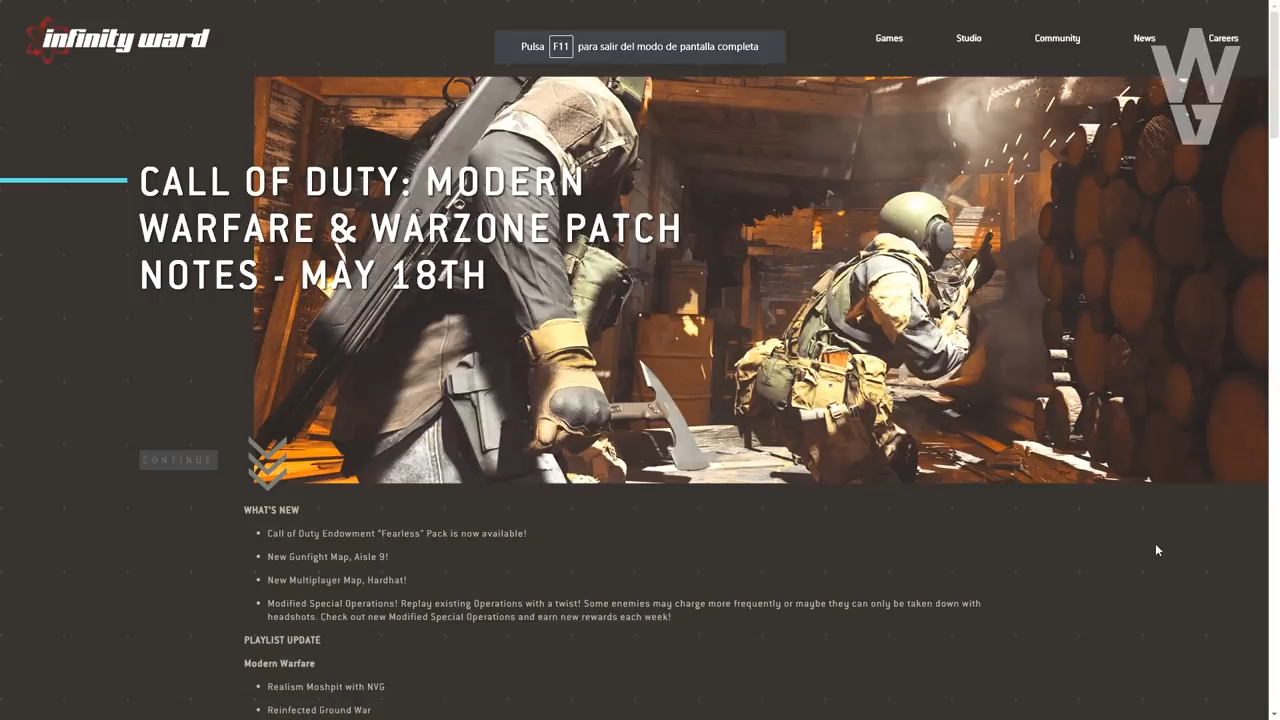 infinity ward
Pulsa F11 para salir del modo de pantalla completa
Games
Studio
Community
News
Careers
WG
CALL OF DUTY: MODERN
WARFARE & WARZONE PATCH
NOTES - MAY 18TH
CONTINUE
WHAT'S NEW
• Call of Duty Endowment "Fearless" Pack is now available!
• New Gunfight Map, Aisle 9!
• New Multiplayer Map, Hardhat!
• Modified Special Operations! Replay existing Operations with a twist! Some enemies may charge more frequently or maybe they can only be taken down with
headshots. Check out new Modified Special Operations and earn new rewards each week!
PLAYLIST UPDATE
Modern Warfare
• Realism Moshpit with NVG
• Reinfected Ground War